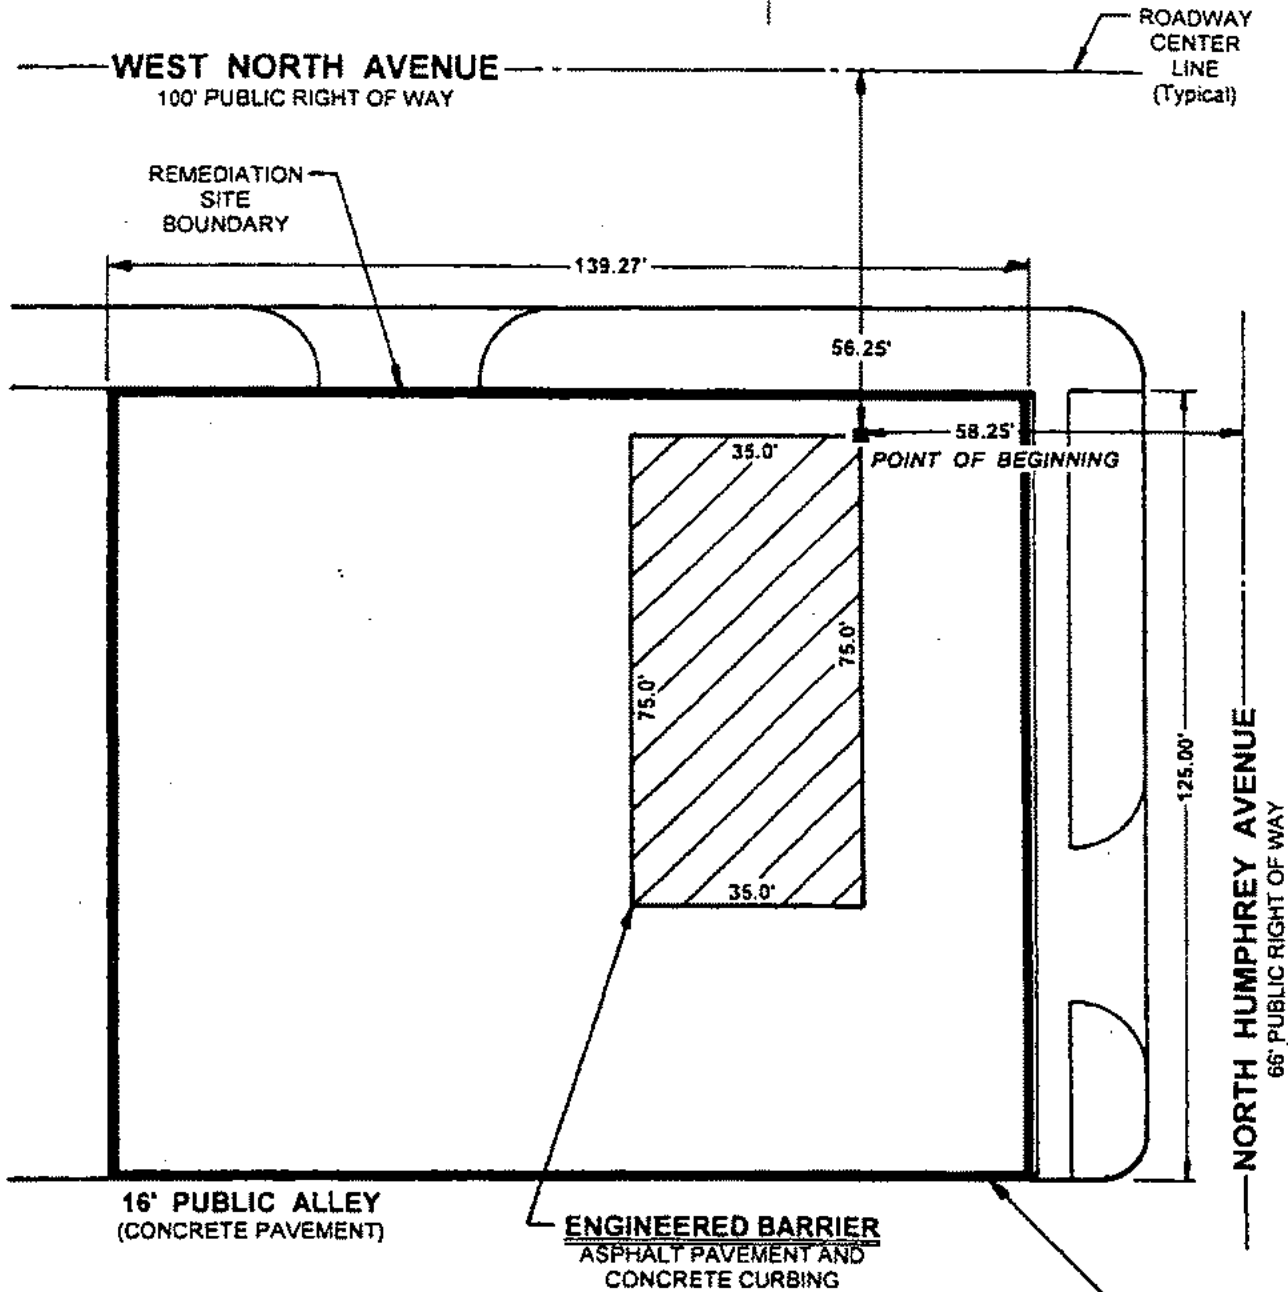 ROADWAY
CENTER
LINE
(Typical)
WEST NORTH AVENUE
100' PUBLIC RIGHT OF WAY
REMEDIATION
SITE
BOUNDARY
139.27'
56.25'
58.25'
POINT OF BEGINNING
35.0'
75.0'
75.0'
35.0'
125.00'
NORTH HUMPHREY AVENUE
66' PUBLIC RIGHT OF WAY
16' PUBLIC ALLEY
(CONCRETE PAVEMENT)
ENGINEERED BARRIER
ASPHALT PAVEMENT AND
CONCRETE CURBING